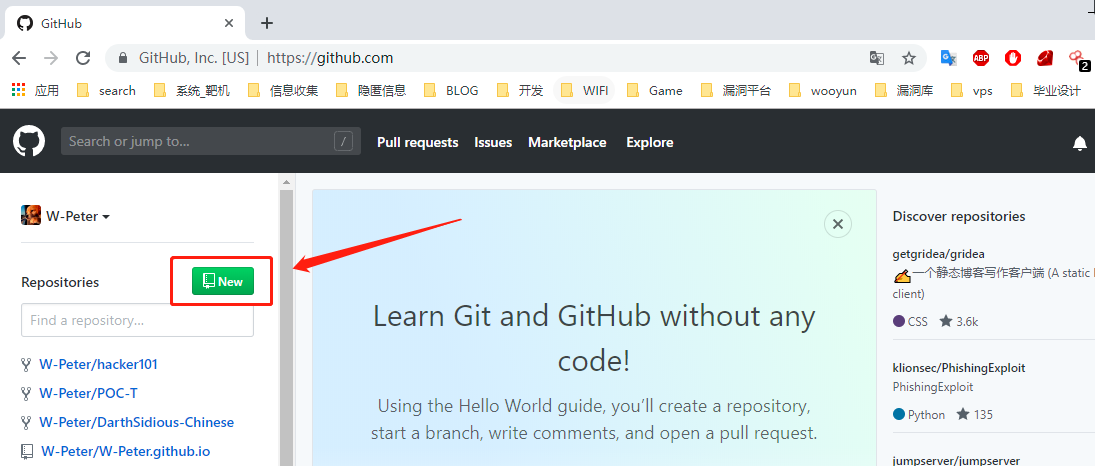 GitHub
GitHub, Inc. [US] | https://github.com
ABP
2
应用 search 系统_靶机 信息收集 隐匿信息 BLOG 开发 WIFI Game 漏洞平台 wooyun 漏洞库 vps 毕业设计
Search or jump to... / Pull requests Issues Marketplace Explore
W-Peter
Repositories New
Find a repository...
W-Peter/hacker101
W-Peter/POC-T
W-Peter/DarthSidious-Chinese
W-Peter/W-Peter.github.io
Learn Git and GitHub without any
code!
Using the Hello World guide, you’ll create a repository,
start a branch, write comments, and open a pull request.
Discover repositories
getgridea/gridea
✍️一个静态博客写作客户端 (A static
client)
CSS 3.6k
klionsec/PhishingExploit
PhishingExploit
Python 135
jumpserver/jumpserver